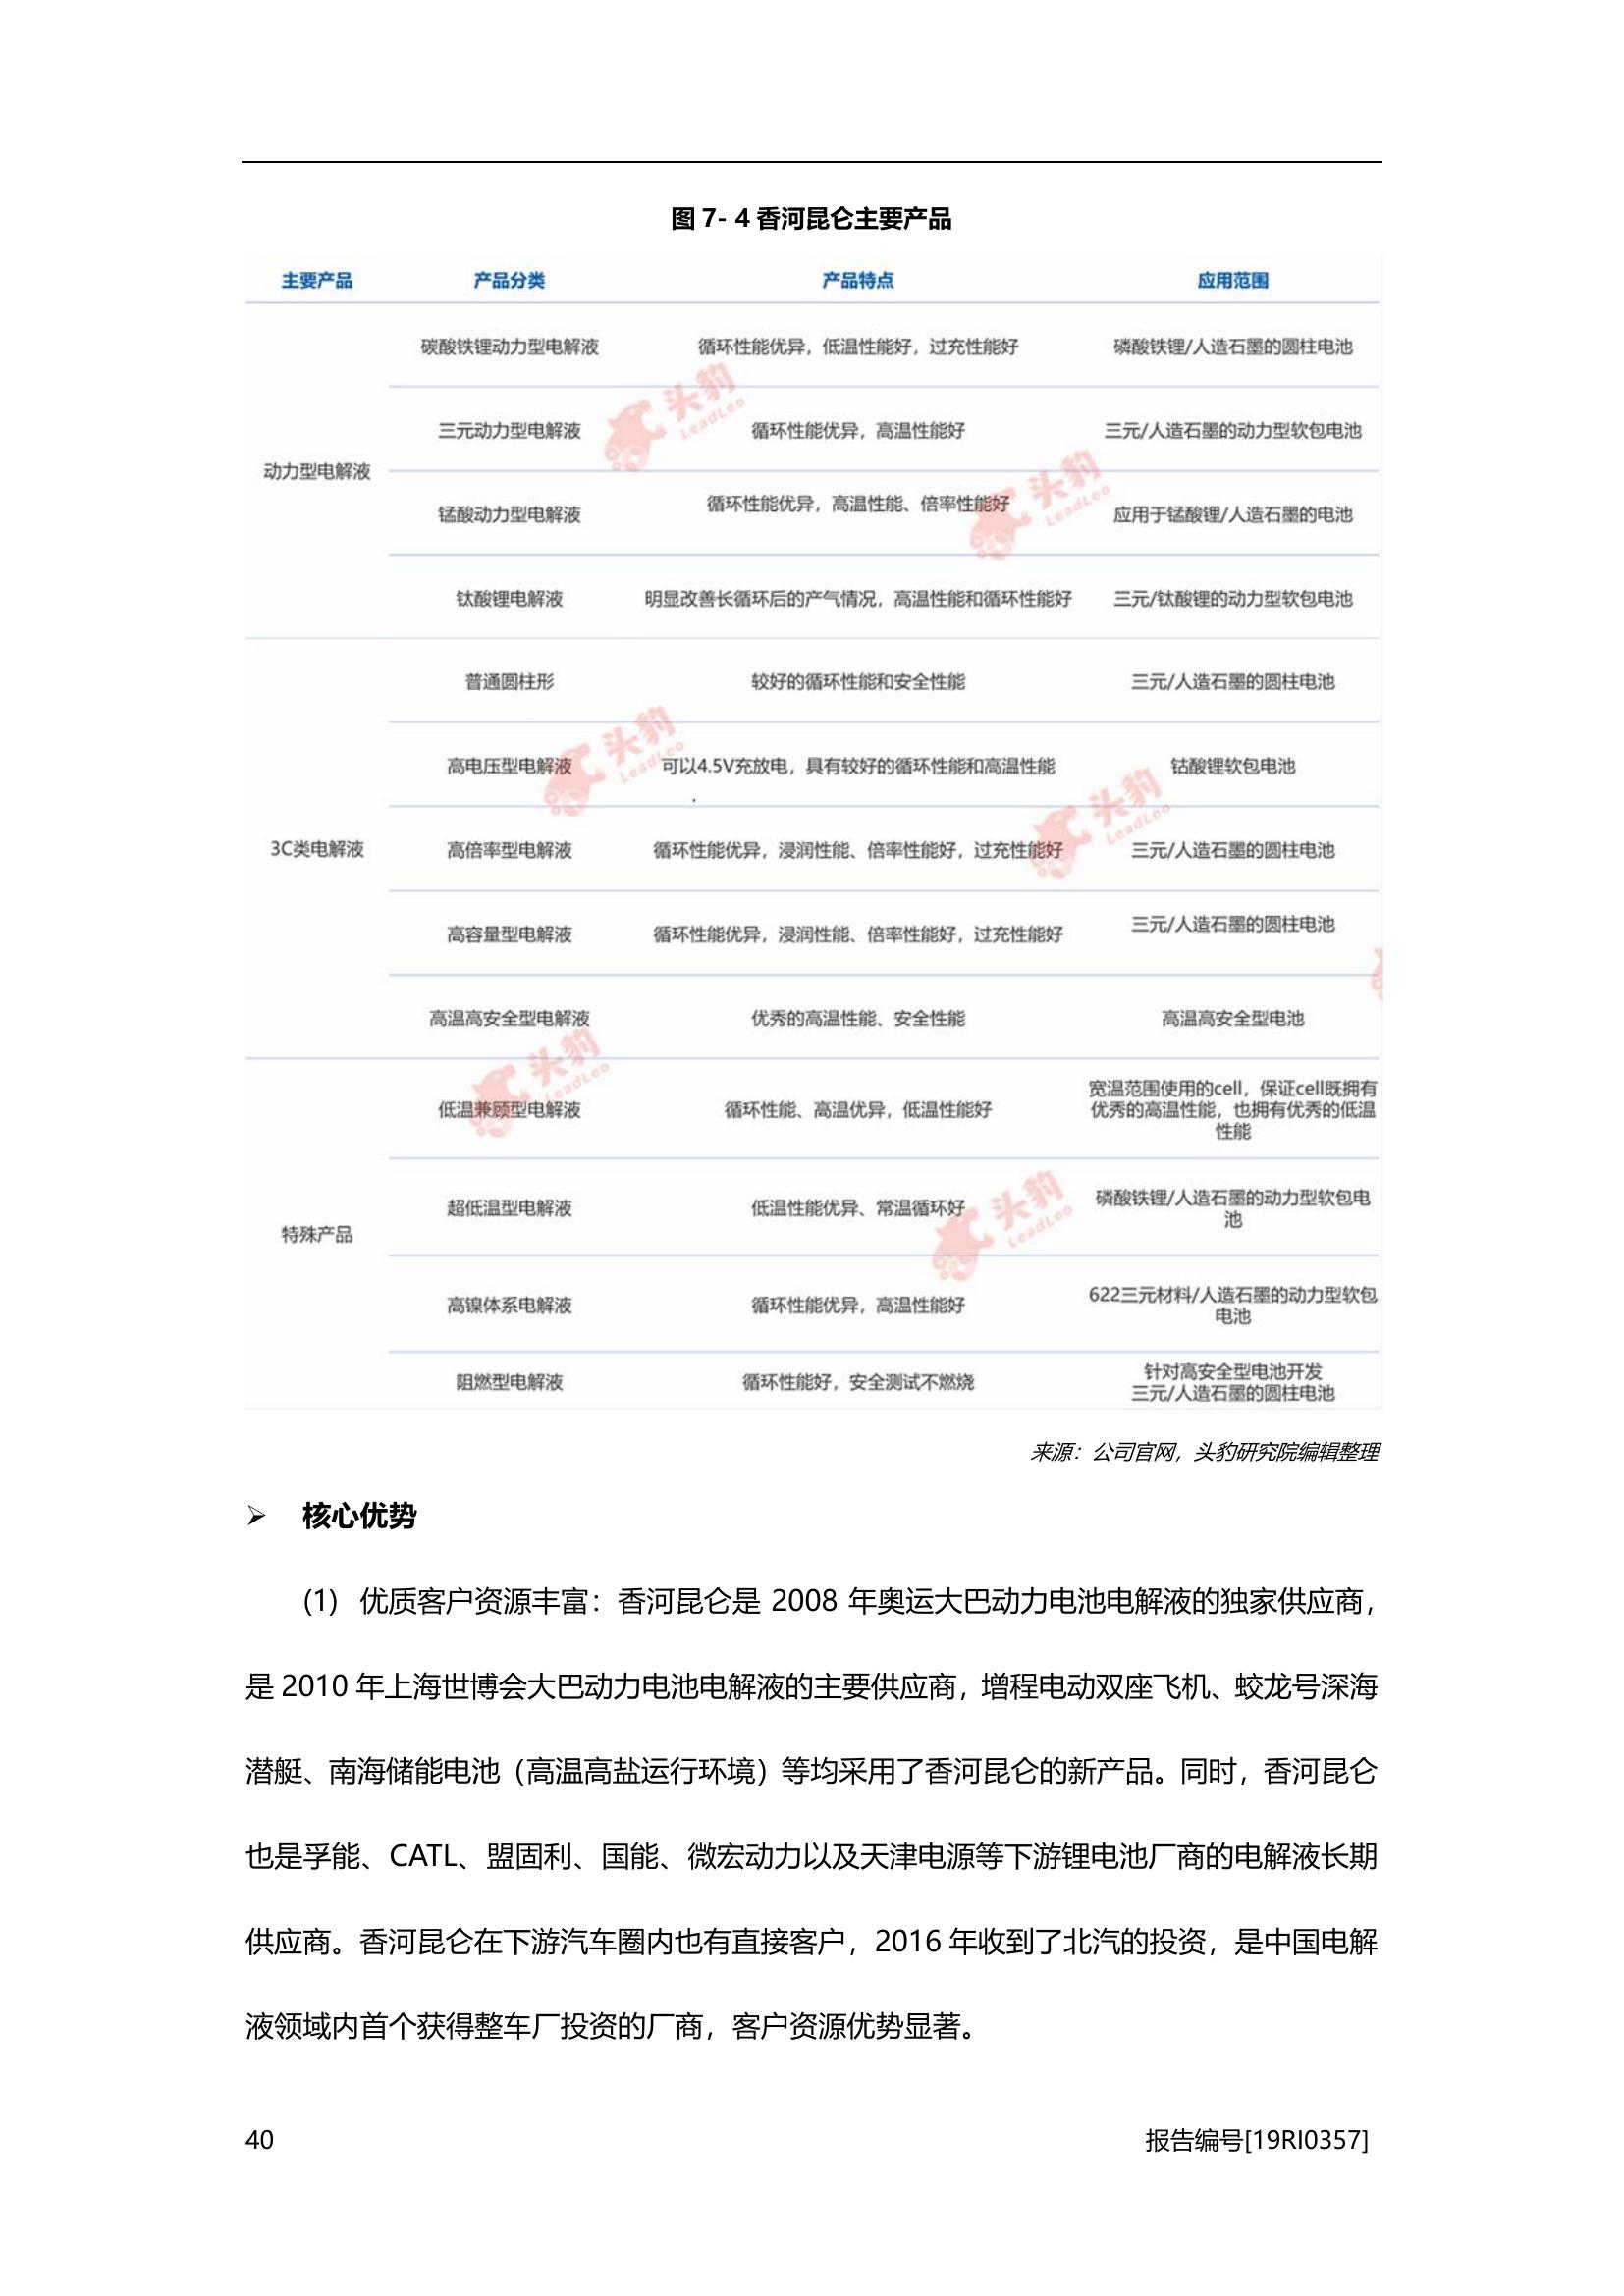 图 7- 4 香河昆仑主要产品
主要产品 产品分类 产品特点 应用范围
碳酸铁锂动力型电解液 循环性能优异，低温性能好，过充性能好 磷酸铁锂/人造石墨的圆柱电池
三元动力型电解液 循环性能优异，高温性能好 三元/人造石墨的动力型软包电池
动力型电解液
锰酸动力型电解液 循环性能优异，高温性能、倍率性能好 应用于锰酸锂/人造石墨的电池
钛酸锂电解液 明显改善长循环后的产气情况，高温性能和循环性能好 三元/钛酸锂的动力型软包电池
普通圆柱形 较好的循环性能和安全性能 三元/人造石墨的圆柱电池
高电压型电解液 可以4.5V充放电，具有较好的循环性能和高温性能 钴酸锂软包电池
3C类电解液 高倍率型电解液 循环性能优异，浸润性能、倍率性能好，过充性能好 三元/人造石墨的圆柱电池
高容量型电解液 循环性能优异，浸润性能、倍率性能好，过充性能好 三元/人造石墨的圆柱电池
高温高安全型电解液 优秀的高温性能、安全性能 高温高安全型电池
低温兼顾型电解液 循环性能、高温优异，低温性能好 宽温范围使用的cell，保证cell既拥有
优秀的高温性能，也拥有优秀的低温
性能
超低温型电解液 低温性能优异、常温循环好 磷酸铁锂/人造石墨的动力型软包电
池
特殊产品
高镍体系电解液 循环性能优异，高温性能好 622三元材料/人造石墨的动力型软包
电池
阻燃型电解液 循环性能好，安全测试不燃烧 针对高安全型电池开发
三元/人造石墨的圆柱电池
头豹
LeadLeo
头豹
LeadLeo
头豹
LeadLeo
头豹
LeadLeo
头豹
LeadLeo
头豹
LeadLeo
来源：公司官网，头豹研究院编辑整理
➢ 核心优势
(1) 优质客户资源丰富：香河昆仑是 2008 年奥运大巴动力电池电解液的独家供应商，
是 2010 年上海世博会大巴动力电池电解液的主要供应商，增程电动双座飞机、蛟龙号深海
潜艇、南海储能电池（高温高盐运行环境）等均采用了香河昆仑的新产品。同时，香河昆仑
也是孚能、CATL、盟固利、国能、微宏动力以及天津电源等下游锂电池厂商的电解液长期
供应商。香河昆仑在下游汽车圈内也有直接客户，2016 年收到了北汽的投资，是中国电解
液领域内首个获得整车厂投资的厂商，客户资源优势显著。
40 报告编号[19RI0357]